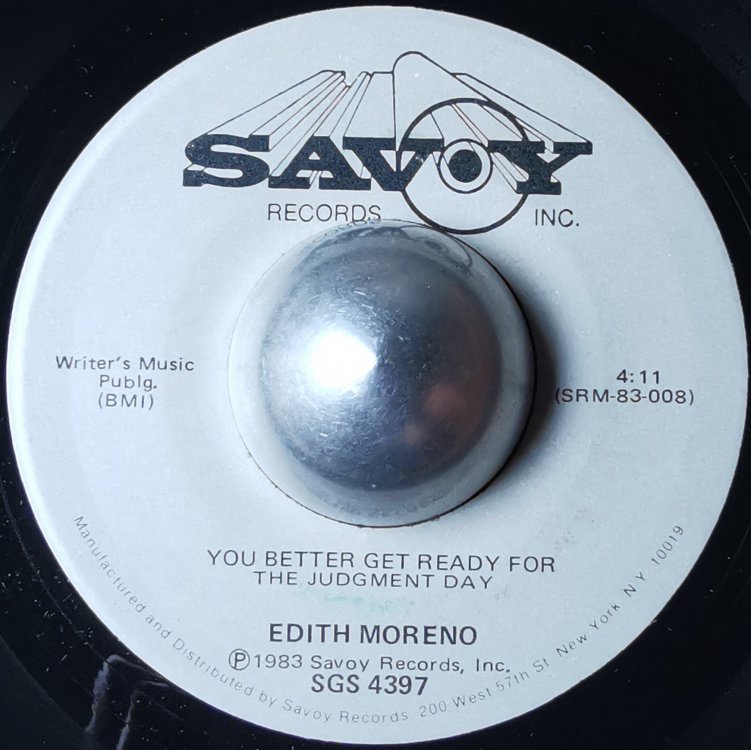 SAVOY
RECORDS INC.
Writer's Music
Publg.
(BMI)
4:11
(SRM-83-008)
YOU BETTER GET READY FOR
THE JUDGMENT DAY
EDITH MORENO
Ⓟ1983 Savoy Records, Inc.
SGS 4397
Manufactured and Distributed by Savoy Records 200 West 57th St New York N Y 10019